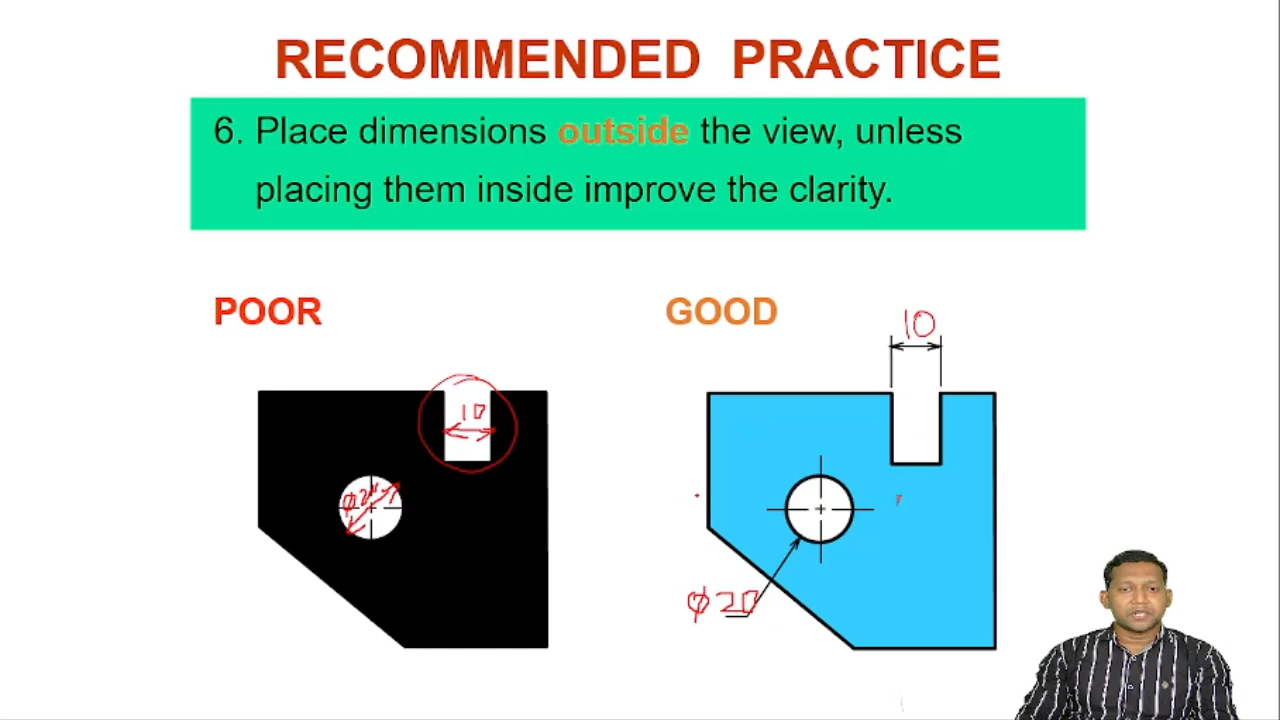 RECOMMENDED PRACTICE
6. Place dimensions outside the view, unless
placing them inside improve the clarity.
POOR
GOOD
10
10
φ20